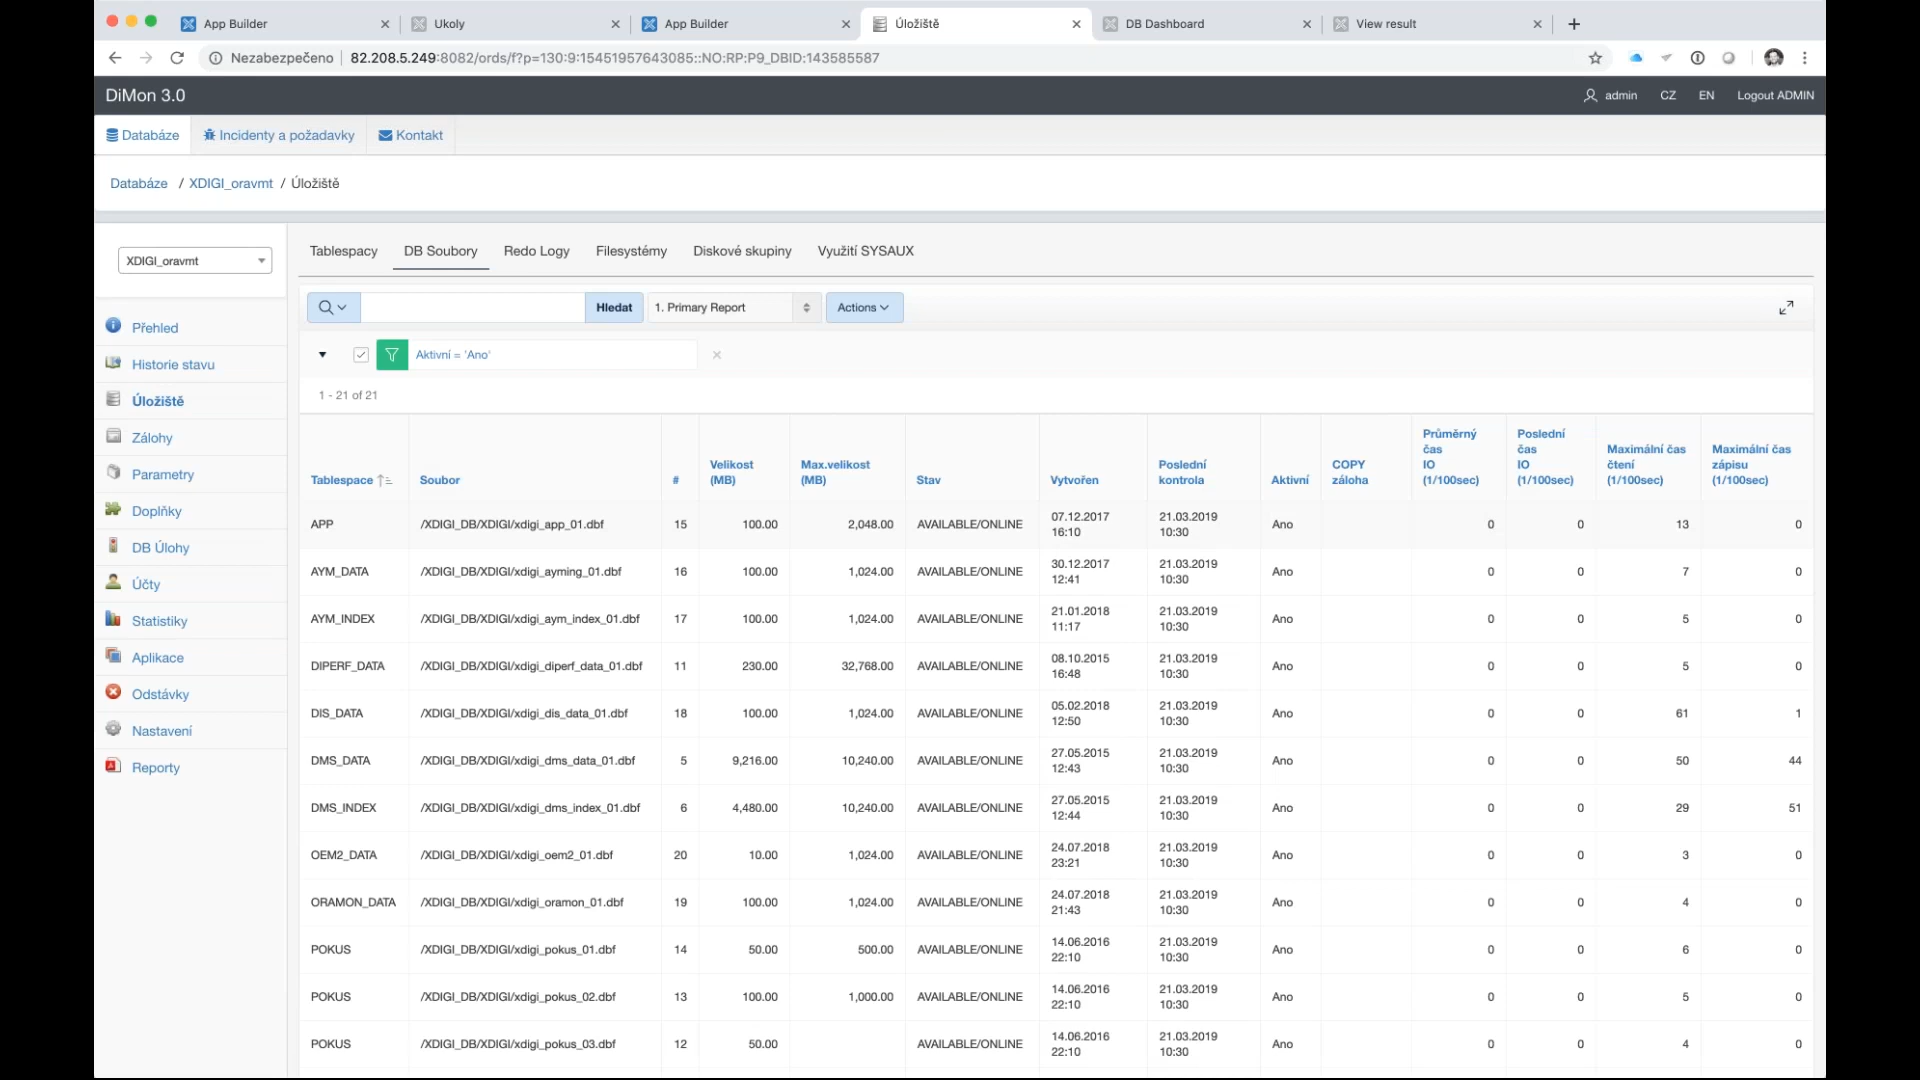 App Builder
Ukoly
App Builder
Úložiště
DB Dashboard
View result
Nezabezpečeno 82.208.5.249:8082/ords/f?p=130:9:15451957643085::NO:RP:P9_DBID:143585587
DiMon 3.0
admin CZ EN Logout ADMIN
Databáze Incidenty a požadavky Kontakt
Databáze / XDIGI_oravmt / Úložiště
XDIGI_oravmt
Přehled
Historie stavu
Úložiště
Zálohy
Parametry
Doplňky
DB Úlohy
Účty
Statistiky
Aplikace
Odstávky
Nastavení
Reporty
Tablespacy DB Soubory Redo Logy Filesystémy Diskové skupiny Využití SYSAUX
Hledat 1. Primary Report Actions
Aktivní = 'Ano'
1 - 21 of 21
Tablespace
Soubor
#
Velikost
(MB)
Max.velikost
(MB)
Stav
Vytvořen
Poslední
kontrola
Aktivní
COPY
záloha
Průměrný
čas
IO
(1/100sec)
Poslední
čas
IO
(1/100sec)
Maximální čas
čtení
(1/100sec)
Maximální čas
zápisu
(1/100sec)
APP /XDIGI_DB/XDIGI/xdigi_app_01.dbf 15 100.00 2,048.00 AVAILABLE/ONLINE 07.12.2017 16:10 21.03.2019 10:30 Ano 0 0 13 0
AYM_DATA /XDIGI_DB/XDIGI/xdigi_ayming_01.dbf 16 100.00 1,024.00 AVAILABLE/ONLINE 30.12.2017 12:41 21.03.2019 10:30 Ano 0 0 7 0
AYM_INDEX /XDIGI_DB/XDIGI/xdigi_aym_index_01.dbf 17 100.00 1,024.00 AVAILABLE/ONLINE 21.01.2018 11:17 21.03.2019 10:30 Ano 0 0 5 0
DIPERF_DATA /XDIGI_DB/XDIGI/xdigi_diperf_data_01.dbf 11 230.00 32,768.00 AVAILABLE/ONLINE 08.10.2015 16:48 21.03.2019 10:30 Ano 0 0 5 0
DIS_DATA /XDIGI_DB/XDIGI/xdigi_dis_data_01.dbf 18 100.00 1,024.00 AVAILABLE/ONLINE 05.02.2018 12:50 21.03.2019 10:30 Ano 0 0 61 1
DMS_DATA /XDIGI_DB/XDIGI/xdigi_dms_data_01.dbf 5 9,216.00 10,240.00 AVAILABLE/ONLINE 27.05.2015 12:43 21.03.2019 10:30 Ano 0 0 50 44
DMS_INDEX /XDIGI_DB/XDIGI/xdigi_dms_index_01.dbf 6 4,480.00 10,240.00 AVAILABLE/ONLINE 27.05.2015 12:44 21.03.2019 10:30 Ano 0 0 29 51
OEM2_DATA /XDIGI_DB/XDIGI/xdigi_oem2_01.dbf 20 10.00 1,024.00 AVAILABLE/ONLINE 24.07.2018 23:21 21.03.2019 10:30 Ano 0 0 3 0
ORAMON_DATA /XDIGI_DB/XDIGI/xdigi_oramon_01.dbf 19 100.00 1,024.00 AVAILABLE/ONLINE 24.07.2018 21:43 21.03.2019 10:30 Ano 0 0 4 0
POKUS /XDIGI_DB/XDIGI/xdigi_pokus_01.dbf 14 50.00 500.00 AVAILABLE/ONLINE 14.06.2016 22:10 21.03.2019 10:30 Ano 0 0 6 0
POKUS /XDIGI_DB/XDIGI/xdigi_pokus_02.dbf 13 100.00 1,000.00 AVAILABLE/ONLINE 14.06.2016 22:10 21.03.2019 10:30 Ano 0 0 5 0
POKUS /XDIGI_DB/XDIGI/xdigi_pokus_03.dbf 12 50.00 AVAILABLE/ONLINE 14.06.2016 22:10 21.03.2019 10:30 Ano 0 0 4 0